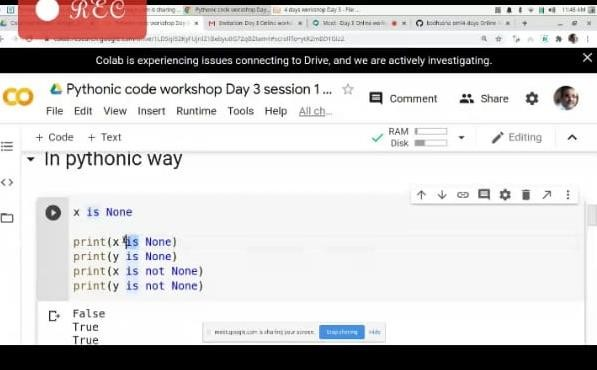 REC
11:45 AM
Colab is experiencing issues connecting to Drive, and we are actively investigating.
Pythonic code workshop Day 3 session 1 ...
Comment
Share
File Edit View Insert Runtime Tools Help All ch...
+ Code + Text
RAM
Disk
Editing
In pythonic way
x is None
print(x is None)
print(y is None)
print(x is not None)
print(y is not None)
False
True
True
meet.google.com is sharing your screen.
Stop sharing
Hide